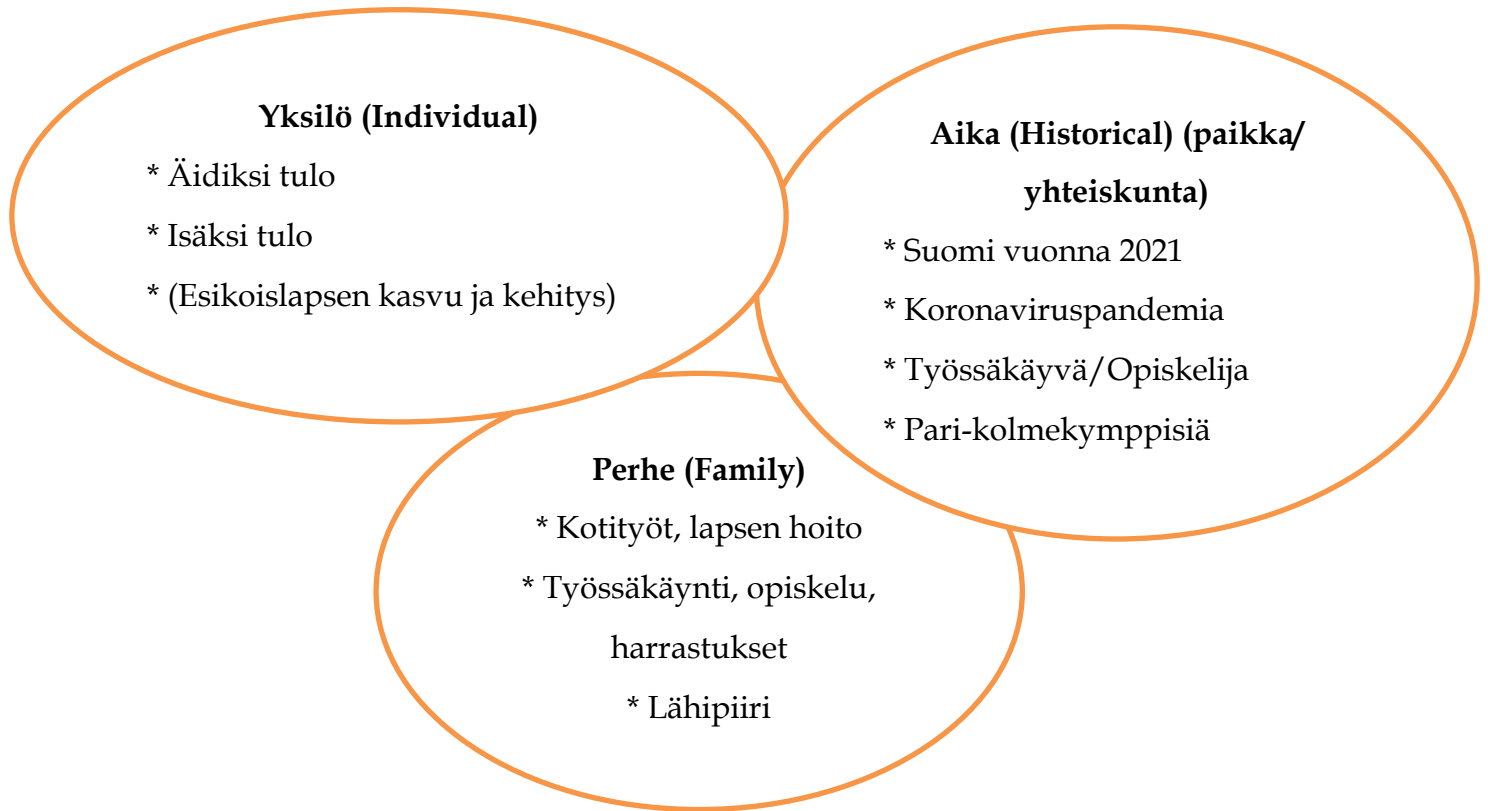 Yksilö (Individual)
* Äidiksi tulo
* Isäksi tulo
* (Esikoislapsen kasvu ja kehitys)
Aika (Historical) (paikka/
yhteiskunta)
* Suomi vuonna 2021
* Koronaviruspandemia
* Työssäkäyvä/Opiskelija
* Pari-kolmekymppisiä
Perhe (Family)
* Kotityöt, lapsen hoito
* Työssäkäynti, opiskelu,
harrastukset
* Lähipiiri